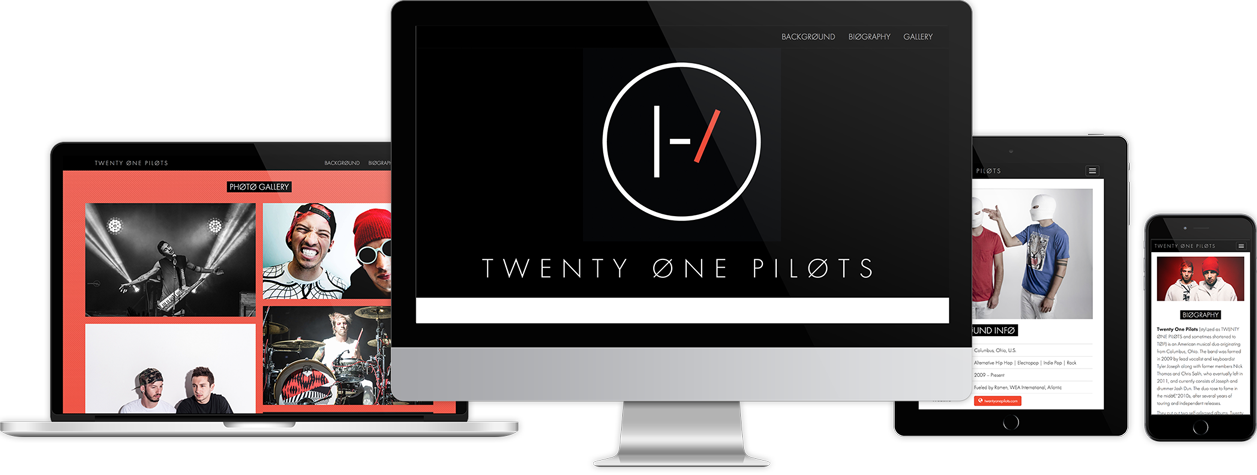 BACKGRØUND BIØGRAPHY GALLERY
TWENTY ØNE PILØTS
TWENTY ØNE PILØTS
BACKGRØUND BIØGRAPHY
PHØTØ GALLERY
PILØTS
UND INFØ
Columbus, Ohio, U.S.
Alternative Hip Hop | Electropop | Indie Pop | Rock
2009 - Present
Fueled by Ramen, WEA International, Atlantis
twentyonepilots.com
TWENTY ØNE PILØTS
BIØGRAPHY
Twenty One Pilots (stylized as TWENTY
ØNE PILØTS and sometimes shortened to
TØP) is an American musical duo originating
from Columbus, Ohio. The band was formed
in 2009 by lead vocalist and keyboardist
Tyler Joseph along with former members Nick
Thomas and Chris Salih, who eventually left in
2011, and currently consists of Joseph and
drummer Josh Dun. The duo rose to fame in
the midâ€"2010s, after several years of
touring and independent releases.